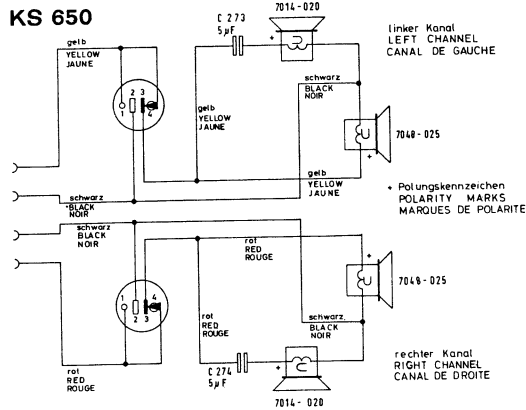 KS 650
C 273
5µF
7014-020
+
linker Kanal
LEFT CHANNEL
CANAL DE GAUCHE
gelb
YELLOW
JAUNE
schwarz
BLACK
NOIR
2 3
1 4
gelb
YELLOW
JAUNE
7048-025
+
gelb
YELLOW
JAUNE
+ Polungskennzeichen
POLARITY MARKS
MARQUES DE POLARITE
schwarz
BLACK
NOIR
schwarz
BLACK
NOIR
rot
RED
ROUGE
+
7048-025
1 4
2 3
rot
RED
ROUGE
schwarz
BLACK
NOIR
rot
RED
ROUGE
C 274
5µF
+
7014-020
rechter Kanal
RIGHT CHANNEL
CANAL DE DROITE